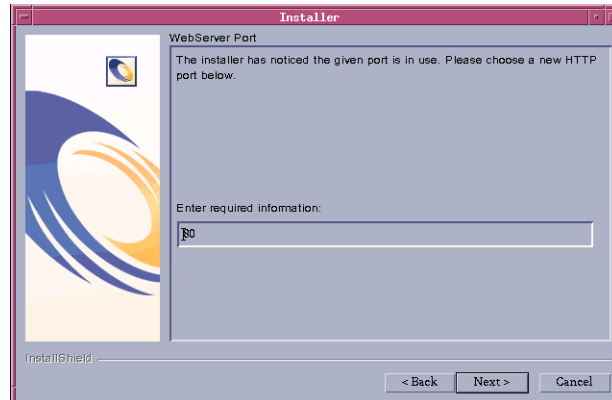 Installer
WebServer Port
The installer has noticed the given port is in use. Please choose a new HTTP
port below.
Enter required information:
80
InstallShield
< Back
Next >
Cancel